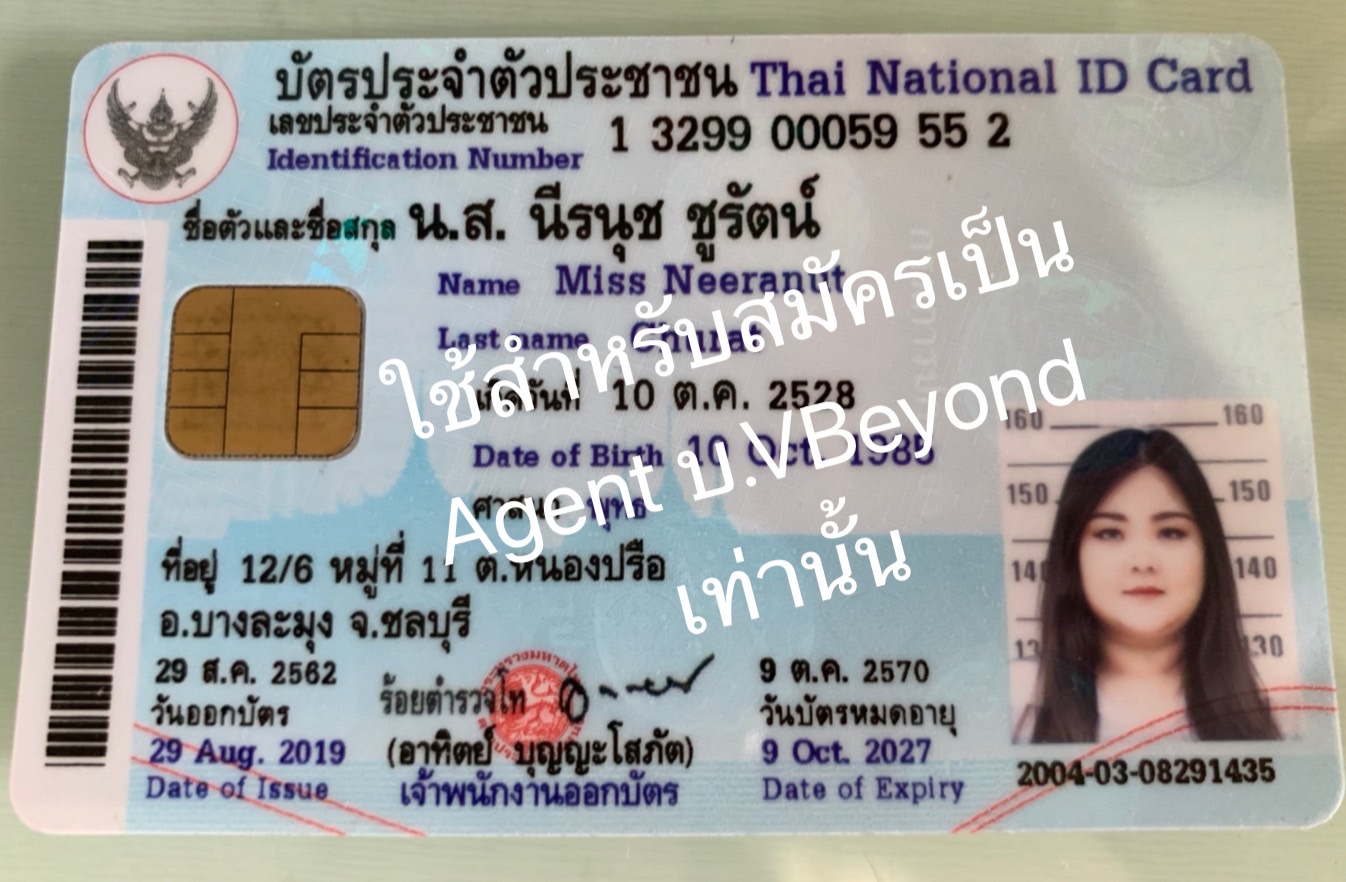 บัตรประจำตัวประชาชน Thai National ID Card
เลขประจำตัวประชาชน 1 3299 00059 55 2
Identification Number
ชื่อตัวและชื่อสกุล น.ส. นีรนุช ชูรัตน์
Name Miss Neeranut
Last name
เกิดวันที่ 10 ต.ค. 2528
Date of Birth 10 Oct. 1985
ศาสนา พุทธ
ที่อยู่ 12/6 หมู่ที่ 11 ต.หนองปรือ
อ.บางละมุง จ.ชลบุรี
29 ส.ค. 2562
วันออกบัตร
29 Aug. 2019
Date of Issue
ร้อยตำรวจโท
(อาทิตย์ บุญญะโสภัต)
เจ้าพนักงานออกบัตร
9 ต.ค. 2570
วันบัตรหมดอายุ
9 Oct. 2027
Date of Expiry
160 160
150 150
140 140
130 130
2004-03-08291435
ใช้สำหรับสมัครเป็น
Agent บ.VBeyond
เท่านั้น